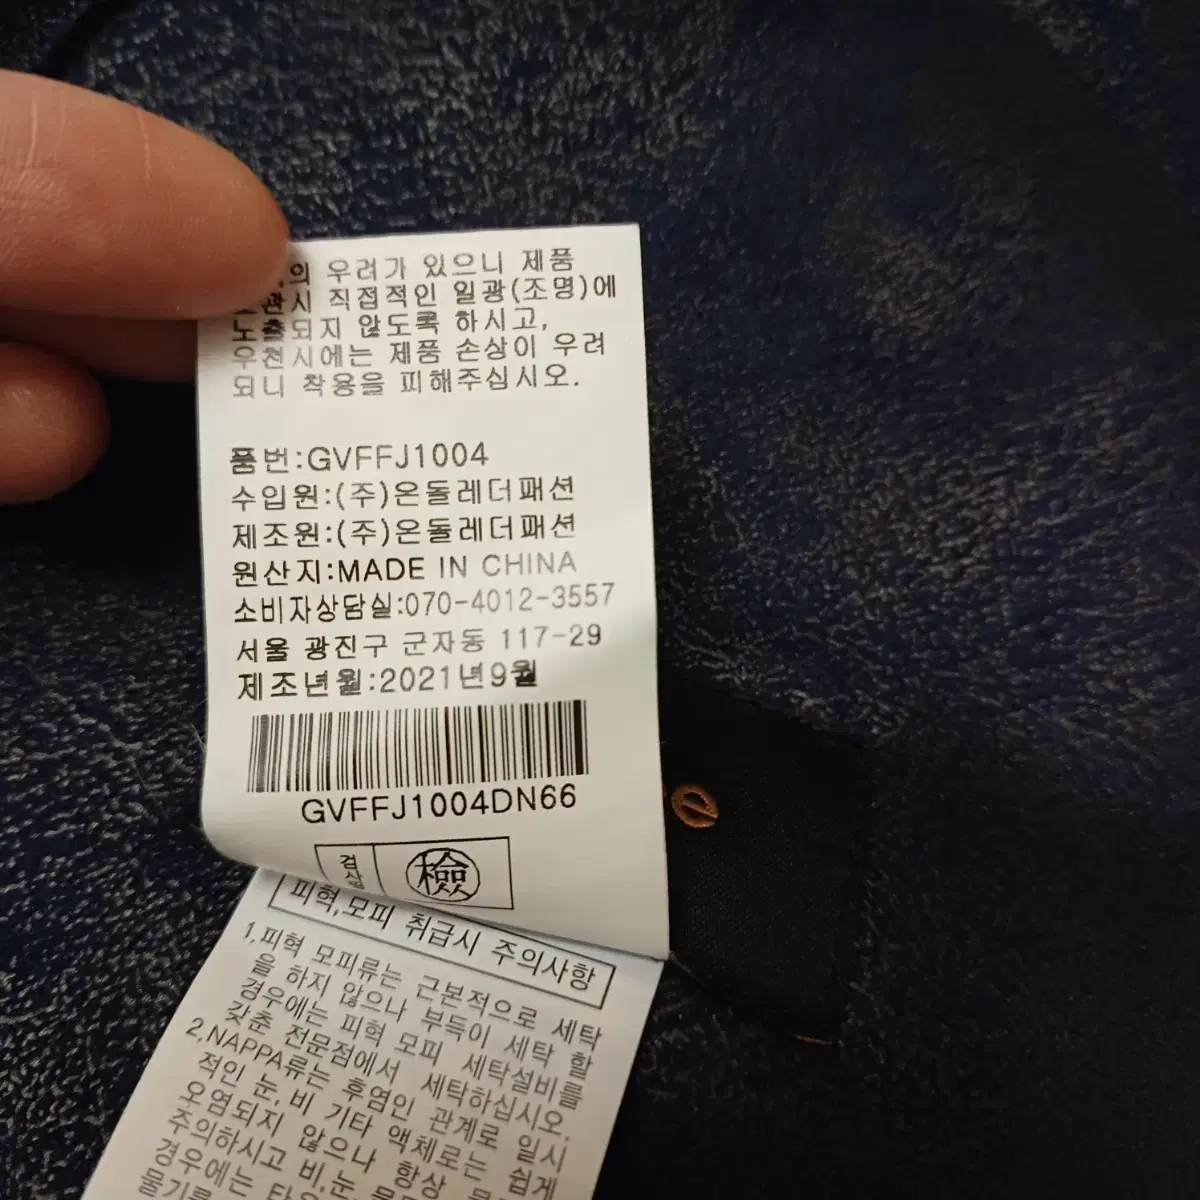 의 우려가 있으니 제품
관시 직접적인 일광(조명)에
노출되지 않도록 하시고,
우천시에는 제품 손상이 우려
되니 착용을 피해주십시오.
품번:GVFFJ1004
수입원:(주)온돌레더패션
제조원:(주)온돌레더패션
원산지:MADE IN CHINA
소비자상담실:070-4012-3557
서울 광진구 군자동 117-29
제조년월:2021년9월
GVFFJ1004DN66
檢
피혁,모피 취급시 주의사항
1,피혁 모피류는 근본적으로 세탁
을 하지 않으나 부득이 세탁 할
경우에는 피혁 모피 세탁설비를
갖춘 전문점에서 세탁하십시오.
2,NAPPA류는 후염인 관계로 일시
적인 눈,비 기타 액체로는 쉽게
오염되지 않으나 항상
주의하시고 비,눈,
경우에는
물기를